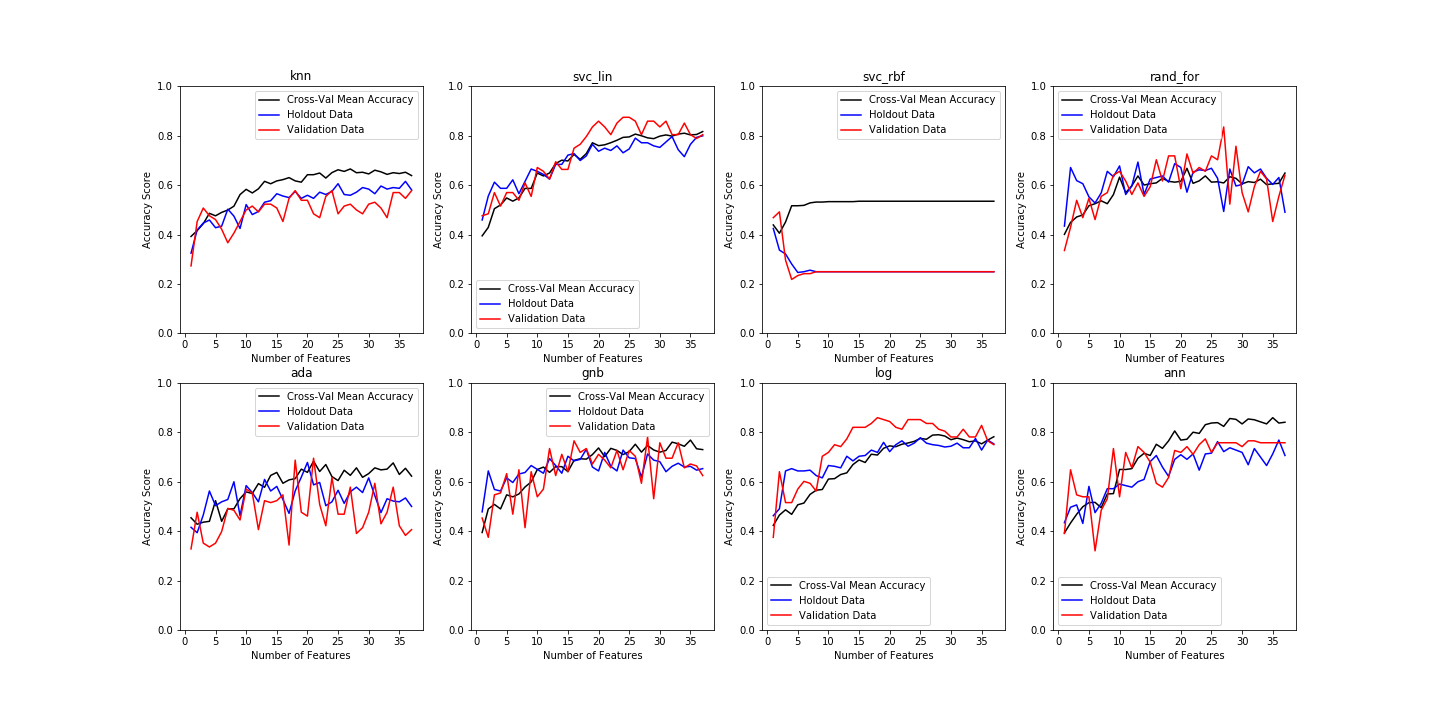 knn
Accuracy Score
1.0
0.8
0.6
0.4
0.2
0.0
Cross-Val Mean Accuracy
Holdout Data
Validation Data
0 5 10 15 20 25 30 35
Number of Features
svc_lin
Accuracy Score
1.0
0.8
0.6
0.4
0.2
0.0
Cross-Val Mean Accuracy
Holdout Data
Validation Data
0 5 10 15 20 25 30 35
Number of Features
svc_rbf
Accuracy Score
1.0
0.8
0.6
0.4
0.2
0.0
Cross-Val Mean Accuracy
Holdout Data
Validation Data
0 5 10 15 20 25 30 35
Number of Features
rand_for
Accuracy Score
1.0
0.8
0.6
0.4
0.2
0.0
Cross-Val Mean Accuracy
Holdout Data
Validation Data
0 5 10 15 20 25 30 35
Number of Features
ada
Accuracy Score
1.0
0.8
0.6
0.4
0.2
0.0
Cross-Val Mean Accuracy
Holdout Data
Validation Data
0 5 10 15 20 25 30 35
Number of Features
gnb
Accuracy Score
1.0
0.8
0.6
0.4
0.2
0.0
Cross-Val Mean Accuracy
Holdout Data
Validation Data
0 5 10 15 20 25 30 35
Number of Features
log
Accuracy Score
1.0
0.8
0.6
0.4
0.2
0.0
Cross-Val Mean Accuracy
Holdout Data
Validation Data
0 5 10 15 20 25 30 35
Number of Features
ann
Accuracy Score
1.0
0.8
0.6
0.4
0.2
0.0
Cross-Val Mean Accuracy
Holdout Data
Validation Data
0 5 10 15 20 25 30 35
Number of Features